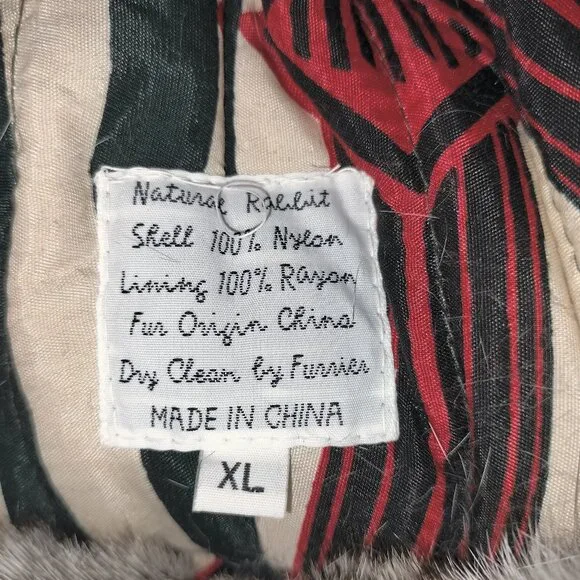 Natural Rabbit
Shell 100% Nylon
Lining 100% Rayon
Fur Origin China
Dry Clean by Furrier
MADE IN CHINA
XL